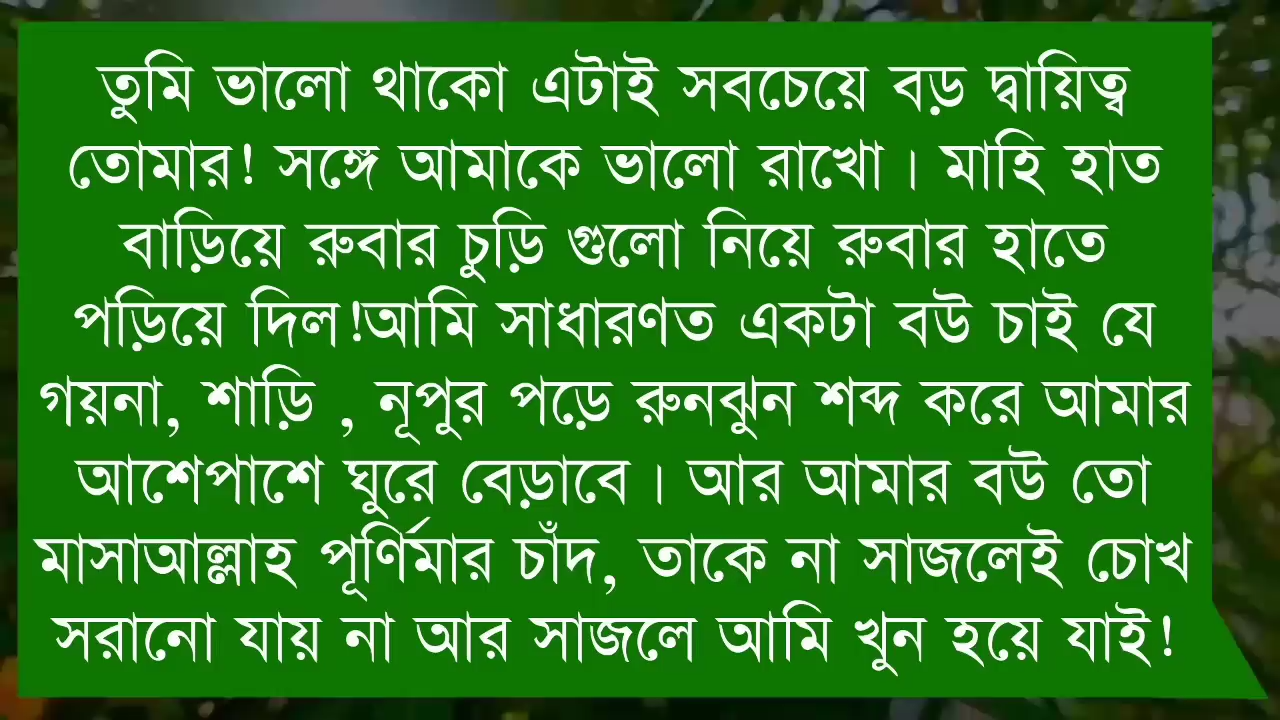 তুমি ভালো থাকো এটাই সবচেয়ে বড় দ্বায়িত্ব
তোমার! সঙ্গে আমাকে ভালো রাখো। মাহি হাত
বাড়িয়ে রুবার চুড়ি গুলো নিয়ে রুবার হাতে
পড়িয়ে দিল!আমি সাধারণত একটা বউ চাই যে
গয়না, শাড়ি , নূপুর পড়ে রুনঝুন শব্দ করে আমার
আশেপাশে ঘুরে বেড়াবে। আর আমার বউ তো
মাসাআল্লাহ পূর্ণিমার চাঁদ, তাকে না সাজলেই চোখ
সরানো যায় না আর সাজলে আমি খুন হয়ে যাই!